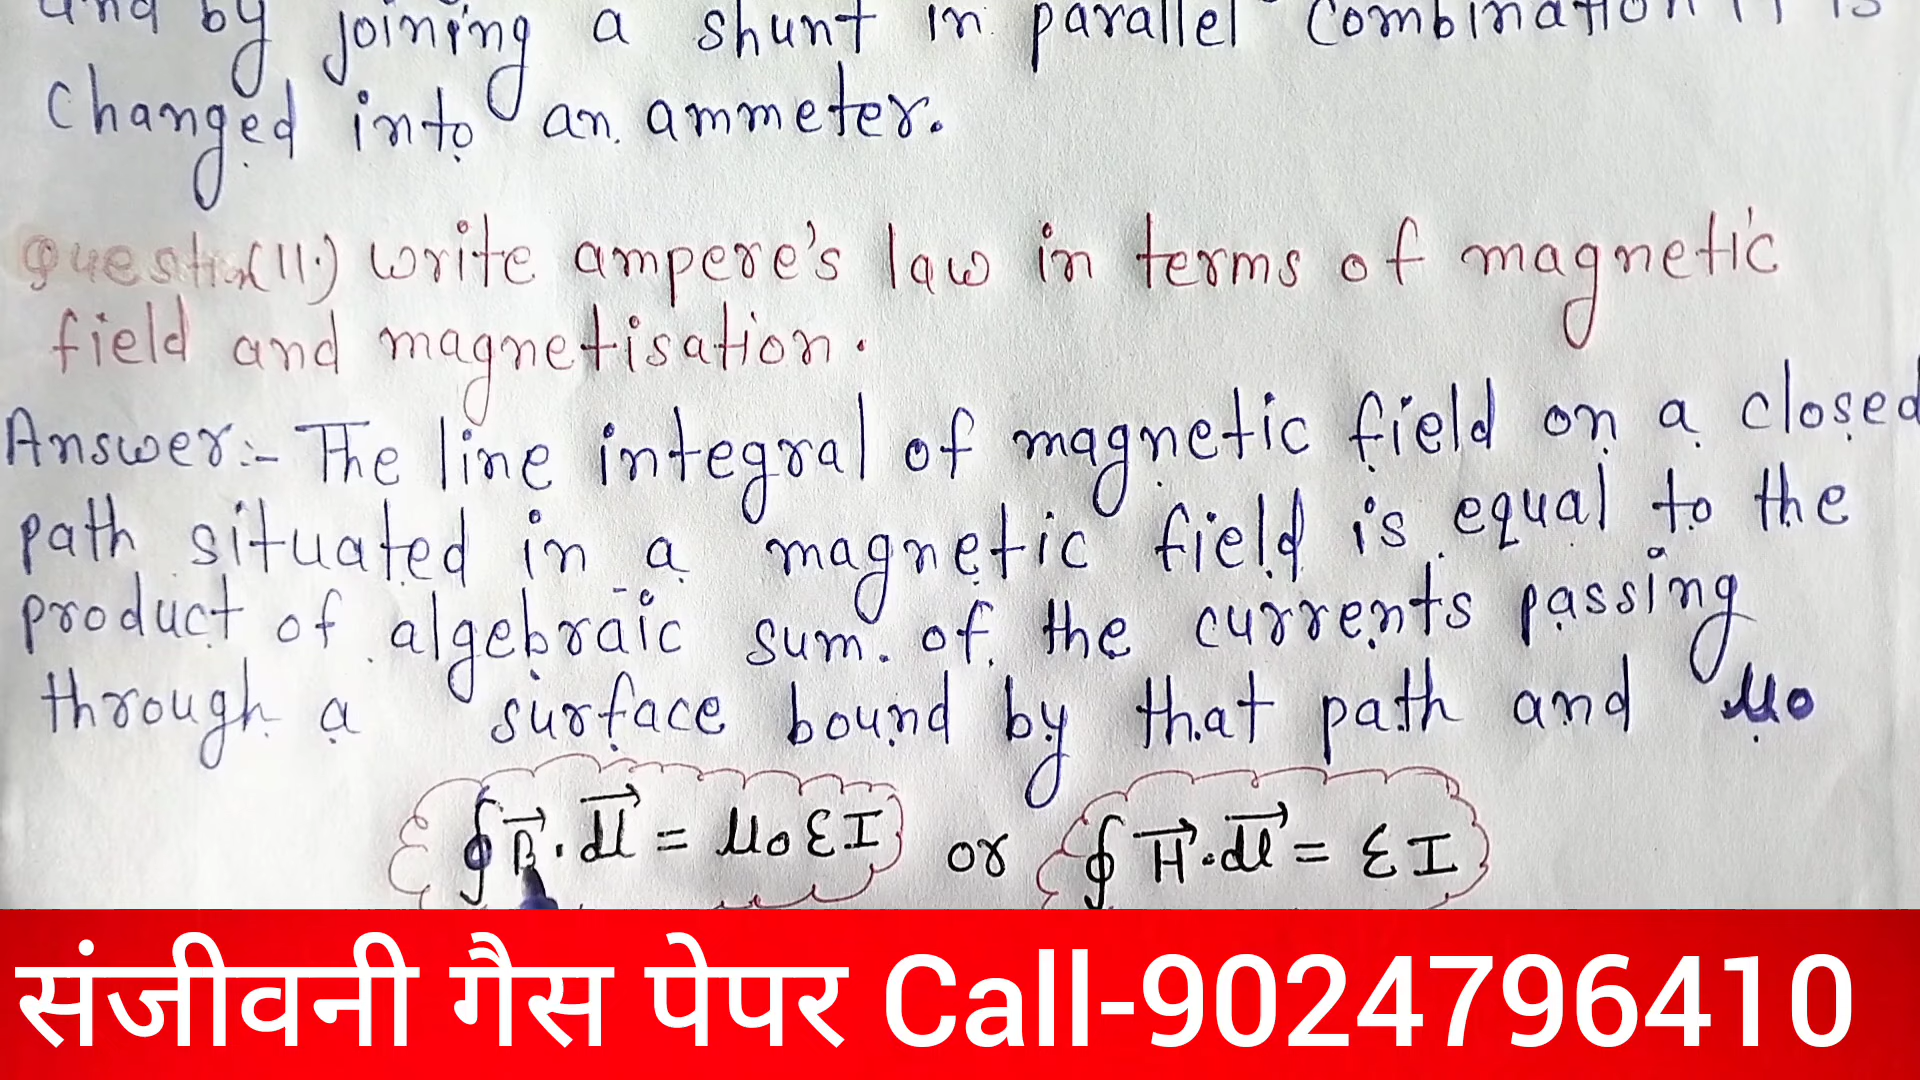 and by joining a shunt in parallel combination it is
changed into an ammeter.
Question(11.) write ampere's law in terms of magnetic
field and magnetisation.
Answer:- The line integral of magnetic field on a closed
path situated in a magnetic field is equal to the
product of algebraic sum of the currents passing
through a surface bound by that path and μ₀
∮B⃗·dl⃗ = μ₀ΣI or ∮H⃗·dl⃗ = ΣI
संजीवनी गैस पेपर Call-9024796410